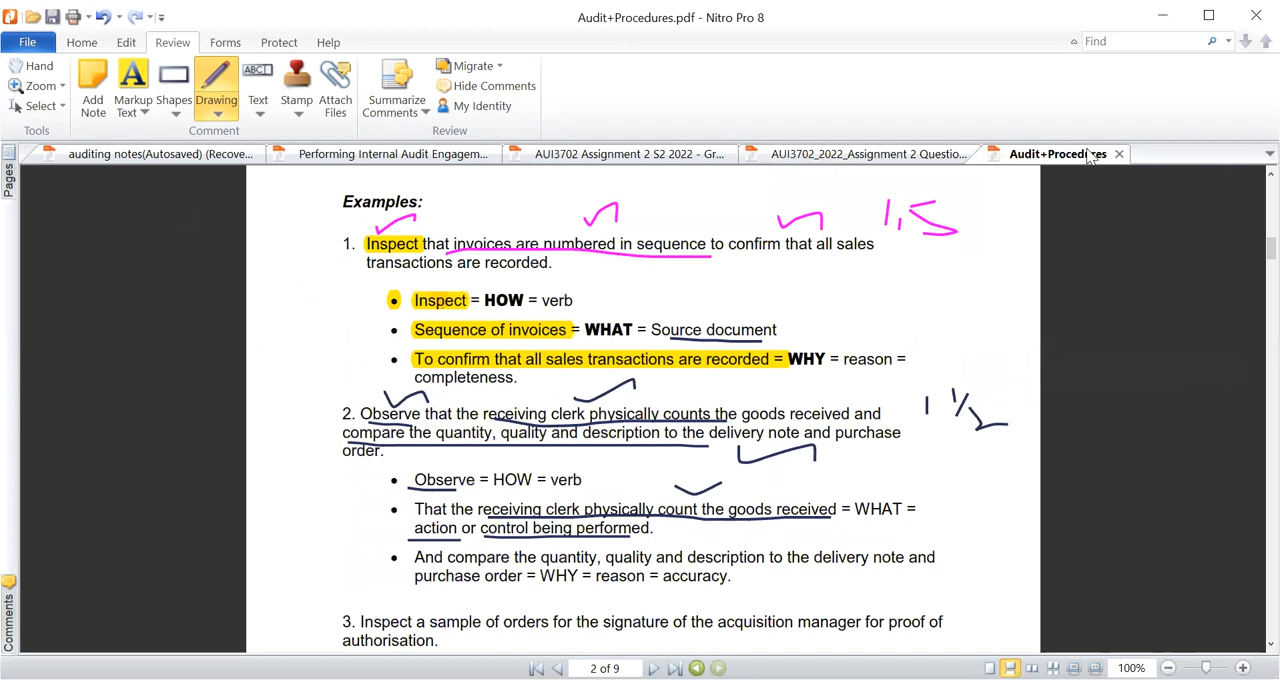 Audit+Procedures.pdf - Nitro Pro 8
File Home Edit Review Forms Protect Help Find
Hand
Zoom
Select
Tools
Add Note
Markup Text
Shapes
Drawing
ABCD
Text
Stamp
Attach Files
Comment
Summarize Comments
Migrate
Hide Comments
My Identity
Review
auditing notes(Autosaved) (Recove...
Performing Internal Audit Engagem...
AUI3702 Assignment 2 S2 2022 - Gr...
AUI3702_2022_Assignment 2 Questio...
Audit+Procedures
Pages
Comments
Examples:
1,5
1. Inspect that invoices are numbered in sequence to confirm that all sales
transactions are recorded.
• Inspect = HOW = verb
• Sequence of invoices = WHAT = Source document
• To confirm that all sales transactions are recorded = WHY = reason =
completeness.
1 1/2
2. Observe that the receiving clerk physically counts the goods received and
compare the quantity, quality and description to the delivery note and purchase
order.
• Observe = HOW = verb
• That the receiving clerk physically count the goods received = WHAT =
action or control being performed.
• And compare the quantity, quality and description to the delivery note and
purchase order = WHY = reason = accuracy.
3. Inspect a sample of orders for the signature of the acquisition manager for proof of
authorisation.
2 of 9
100%